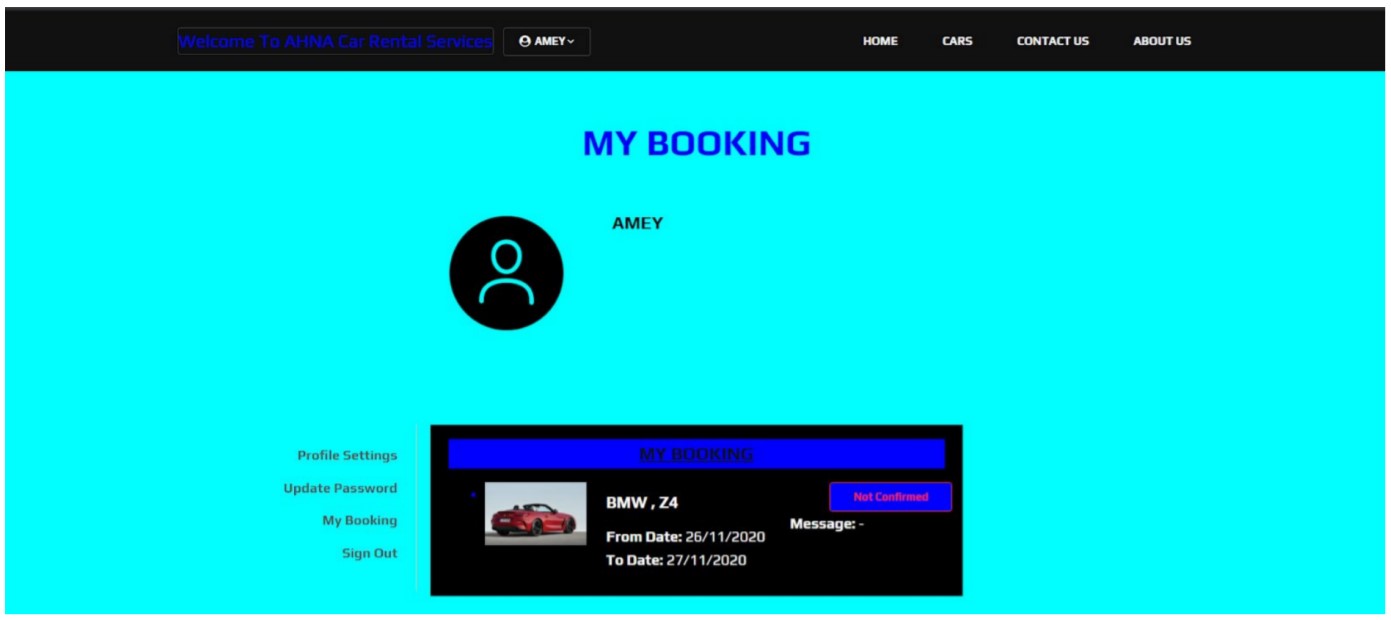 Welcome To AHNA Car Rental Services
AMEY
HOME
CARS
CONTACT US
ABOUT US
MY BOOKING
AMEY
Profile Settings
Update Password
My Booking
Sign Out
MY BOOKING
BMW , Z4
From Date: 26/11/2020
To Date: 27/11/2020
Not Confirmed
Message: -